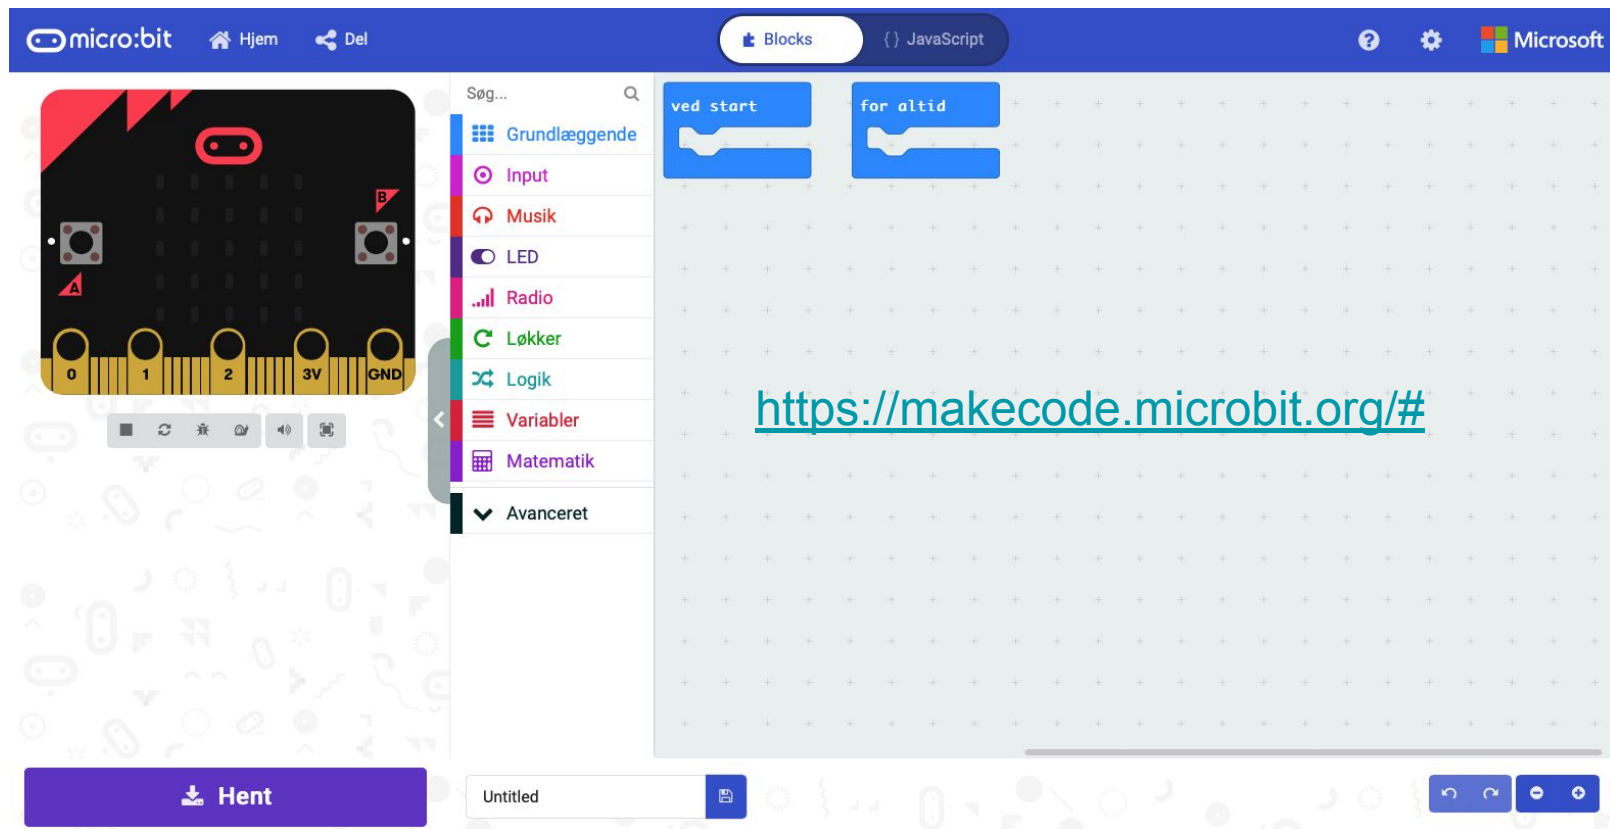 micro:bit
Hjem
Del
Blocks
{ } JavaScript
Microsoft
B
A
0
1
2
3V
GND
Søg...
Grundlæggende
Input
Musik
LED
Radio
Løkker
Logik
Variabler
Matematik
Avanceret
ved start
for altid
https://makecode.microbit.org/#
Hent
Untitled